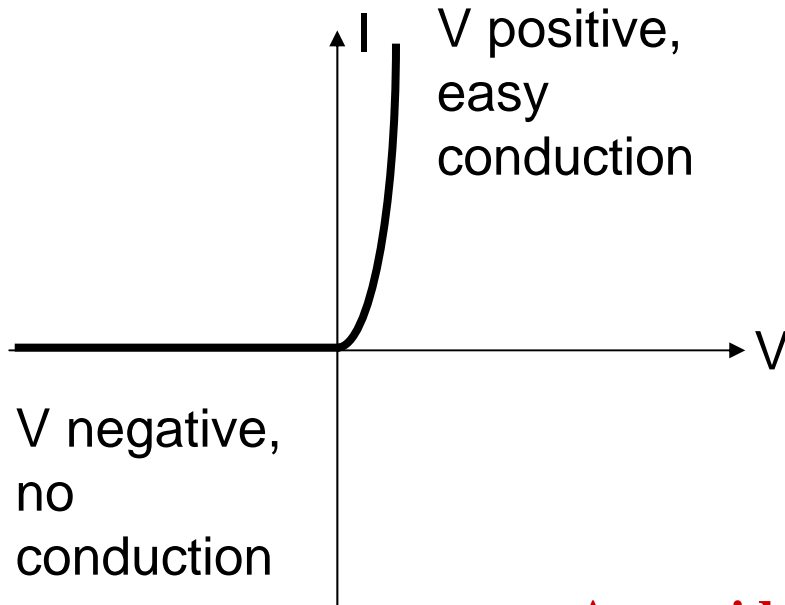 I
V positive,
easy
conduction
V
V negative,
no
conduction